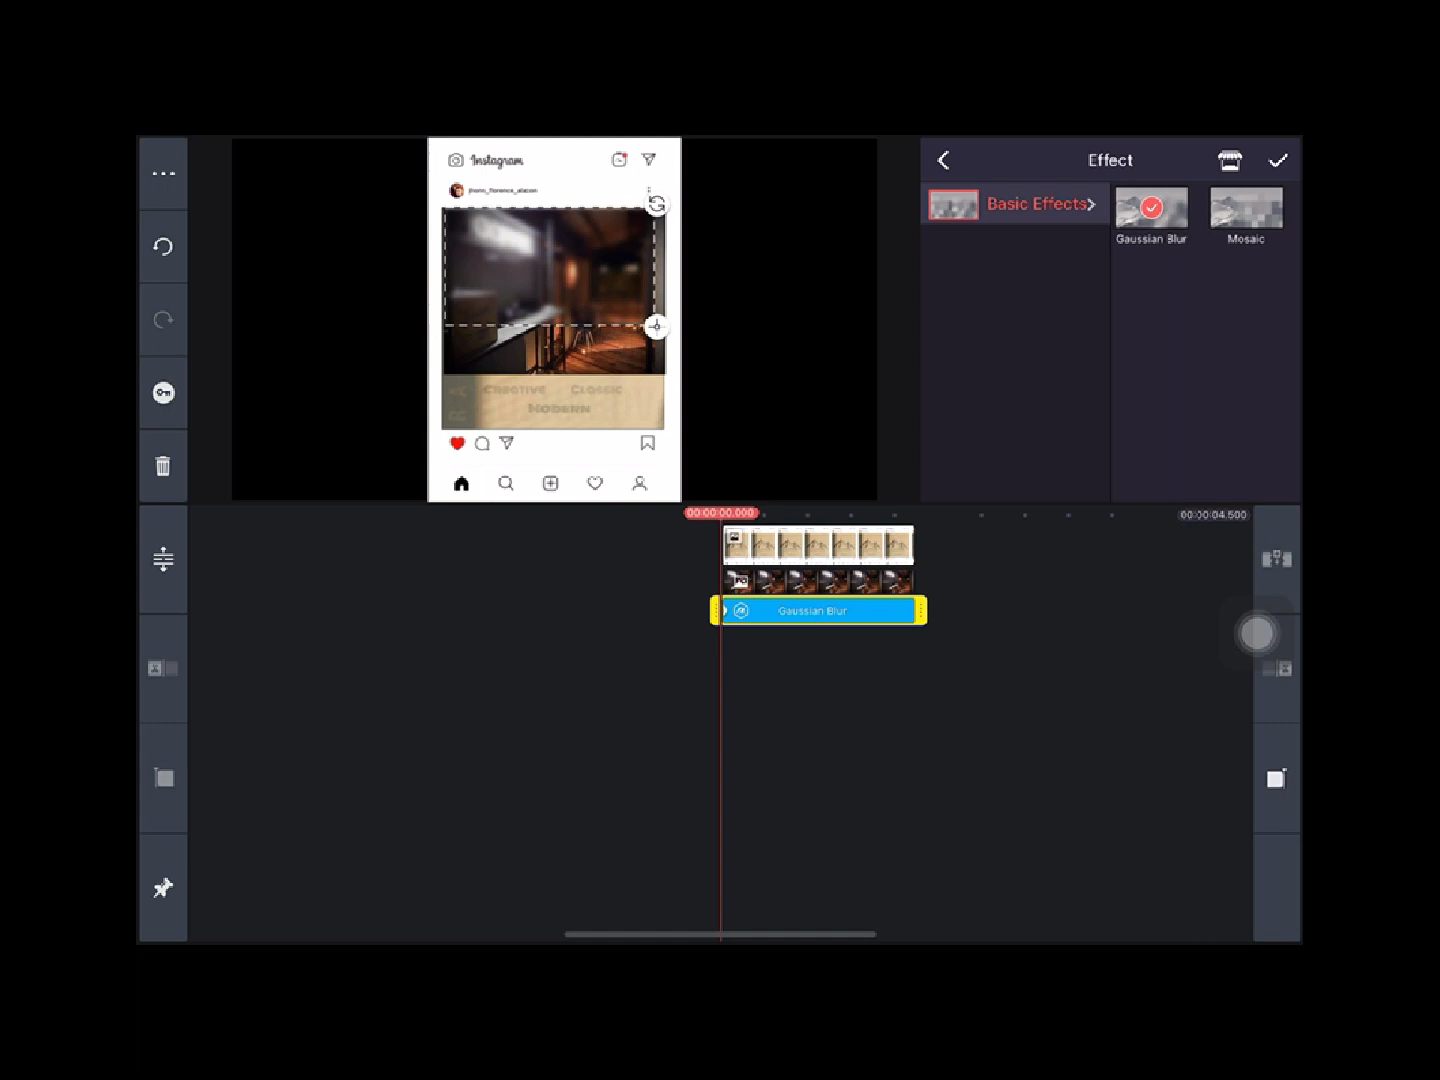 Instagram
Effect
Basic Effects
Gaussian Blur
Mosaic
CREATIVE CLASSIC
MODERN
00:00:00.000
00:00:04.500
Gaussian Blur